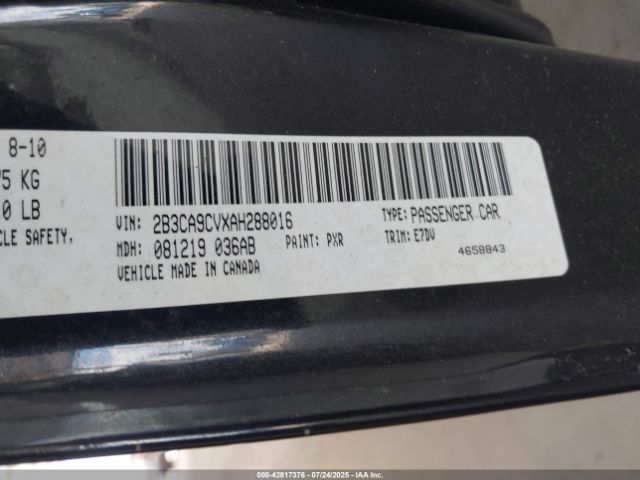 8-10
75 KG
0 LB
CLE SAFETY,
VIN: 2B3CA9CVXAH288016
TYPE: PASSENGER CAR
MDH: 081219 036AB
PAINT: PXR
TRIM: E7DV
VEHICLE MADE IN CANADA
4658843
000-42817376 - 07/24/2025 - IAA Inc.